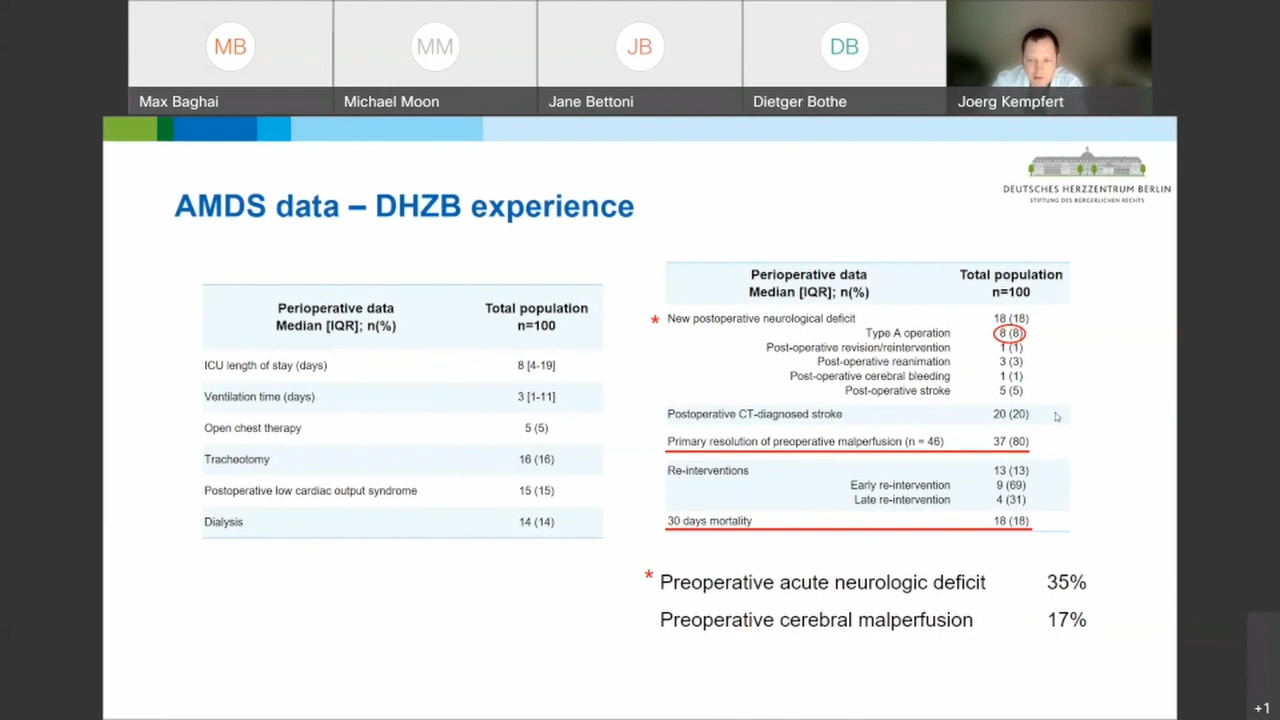 MB
MM
JB
DB
Max Baghai
Michael Moon
Jane Bettoni
Dietger Bothe
Joerg Kempfert
DEUTSCHES HERZZENTRUM BERLIN
STIFTUNG DES BÜRGERLICHEN RECHTS
AMDS data – DHZB experience
Perioperative data Total population
Median [IQR]; n(%) n=100
ICU length of stay (days) 8 [4-19]
Ventilation time (days) 3 [1-11]
Open chest therapy 5 (5)
Tracheotomy 16 (16)
Postoperative low cardiac output syndrome 15 (15)
Dialysis 14 (14)
Perioperative data Total population
Median [IQR]; n(%) n=100
* New postoperative neurological deficit 18 (18)
Type A operation 8 (8)
Post-operative revision/reintervention 1 (1)
Post-operative reanimation 3 (3)
Post-operative cerebral bleeding 1 (1)
Post-operative stroke 5 (5)
Postoperative CT-diagnosed stroke 20 (20)
Primary resolution of preoperative malperfusion (n = 46) 37 (80)
Re-interventions 13 (13)
Early re-intervention 9 (69)
Late re-intervention 4 (31)
30 days mortality 18 (18)
* Preoperative acute neurologic deficit 35%
Preoperative cerebral malperfusion 17%
+1